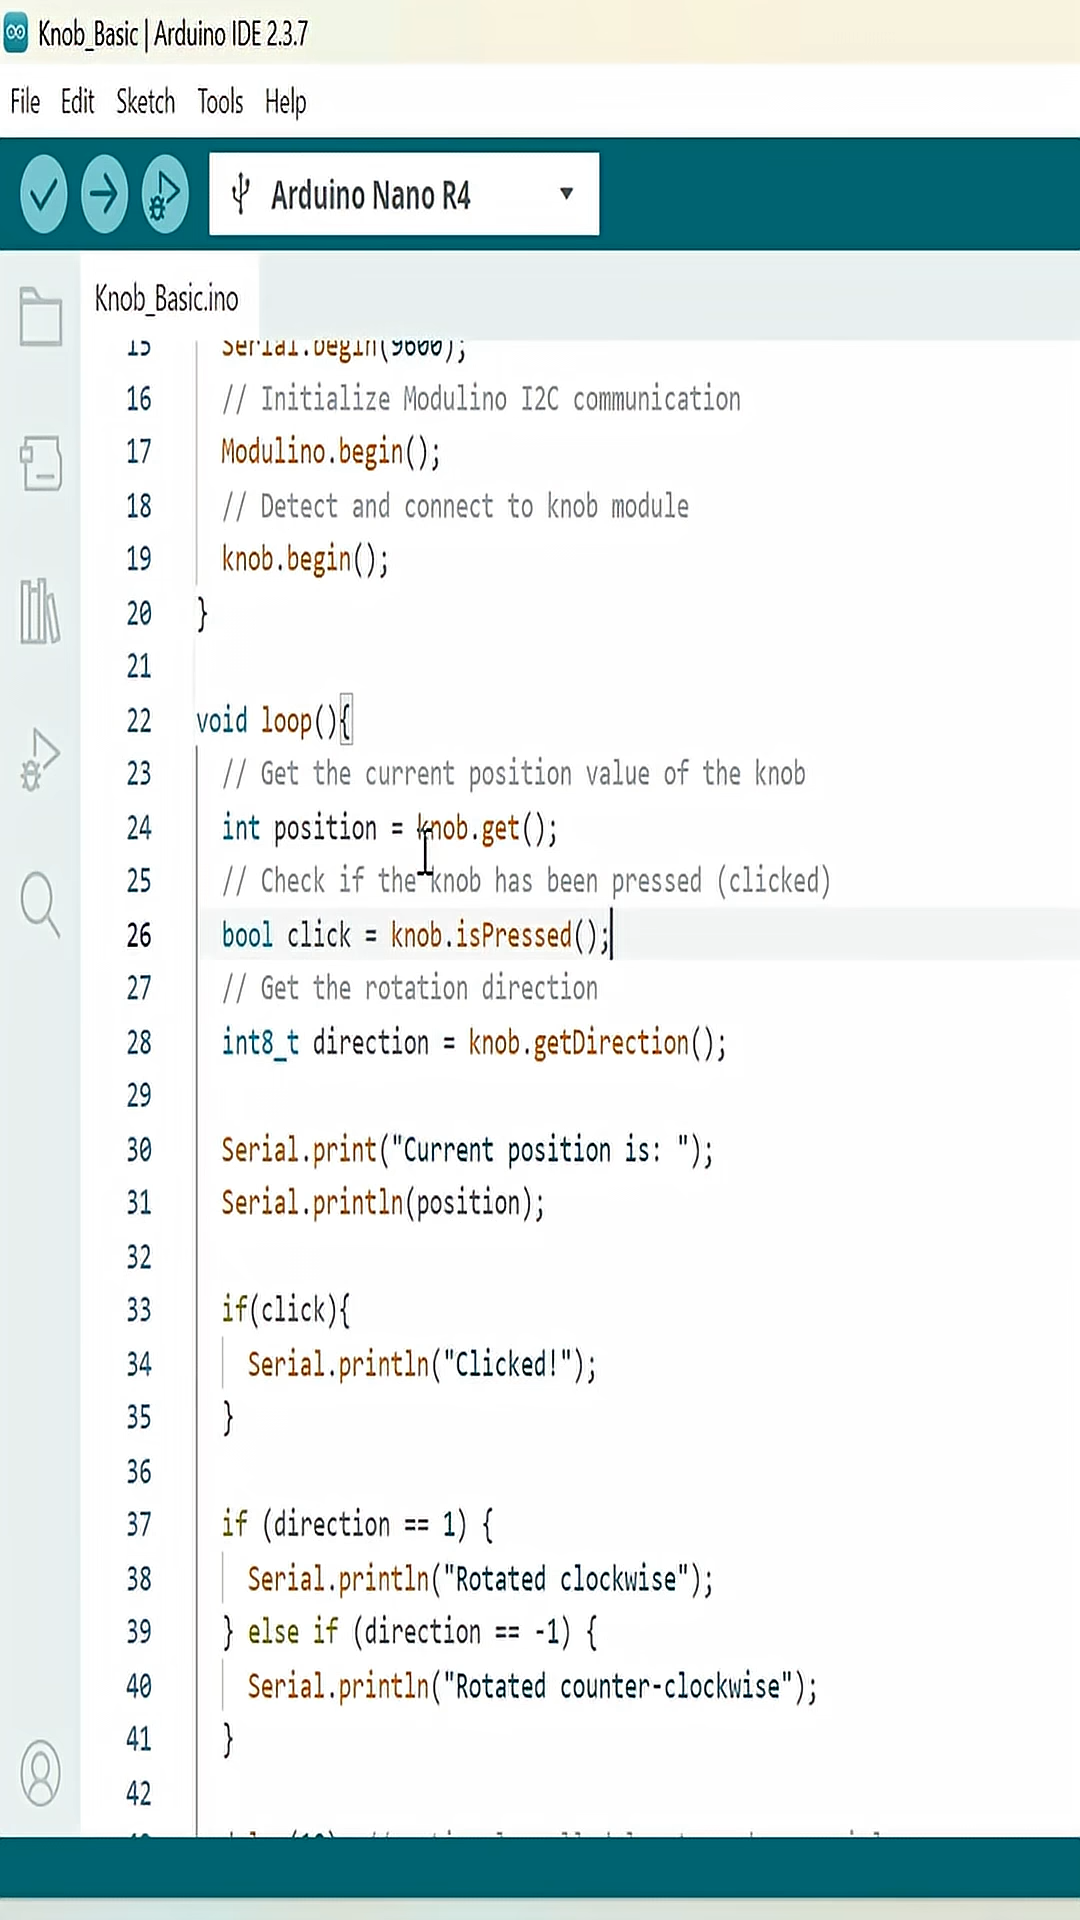 Knob_Basic | Arduino IDE 2.3.7
File Edit Sketch Tools Help
Arduino Nano R4
Knob_Basic.ino
15 Serial.begin(9600);
16 // Initialize Modulino I2C communication
17 Modulino.begin();
18 // Detect and connect to knob module
19 knob.begin();
20 }
21
22 void loop(){
23 // Get the current position value of the knob
24 int position = knob.get();
25 // Check if the knob has been pressed (clicked)
26 bool click = knob.isPressed();
27 // Get the rotation direction
28 int8_t direction = knob.getDirection();
29
30 Serial.print("Current position is: ");
31 Serial.println(position);
32
33 if(click){
34 Serial.println("Clicked!");
35 }
36
37 if (direction == 1) {
38 Serial.println("Rotated clockwise");
39 } else if (direction == -1) {
40 Serial.println("Rotated counter-clockwise");
41 }
42